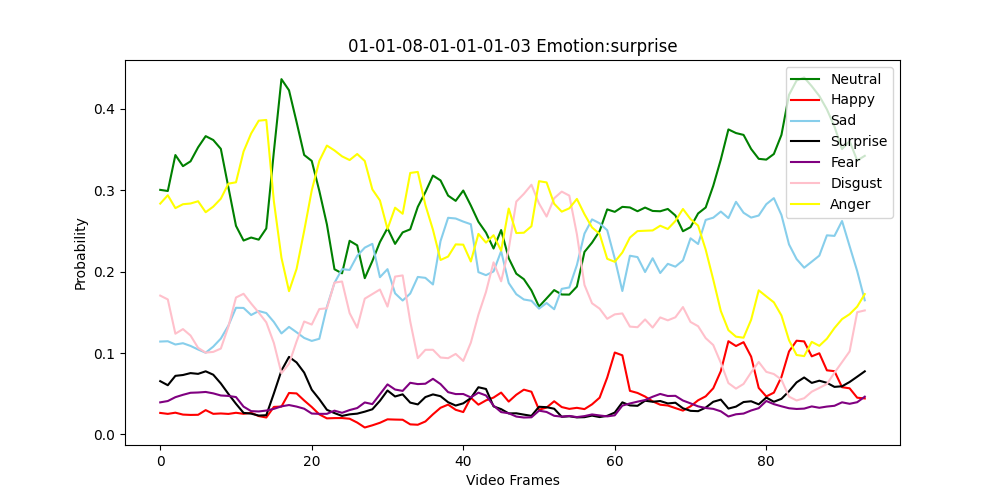 01-01-08-01-01-01-03 Emotion:surprise
Probability
0.4
0.3
0.2
0.1
0.0
0
20
40
60
80
Video Frames
Neutral
Happy
Sad
Surprise
Fear
Disgust
Anger